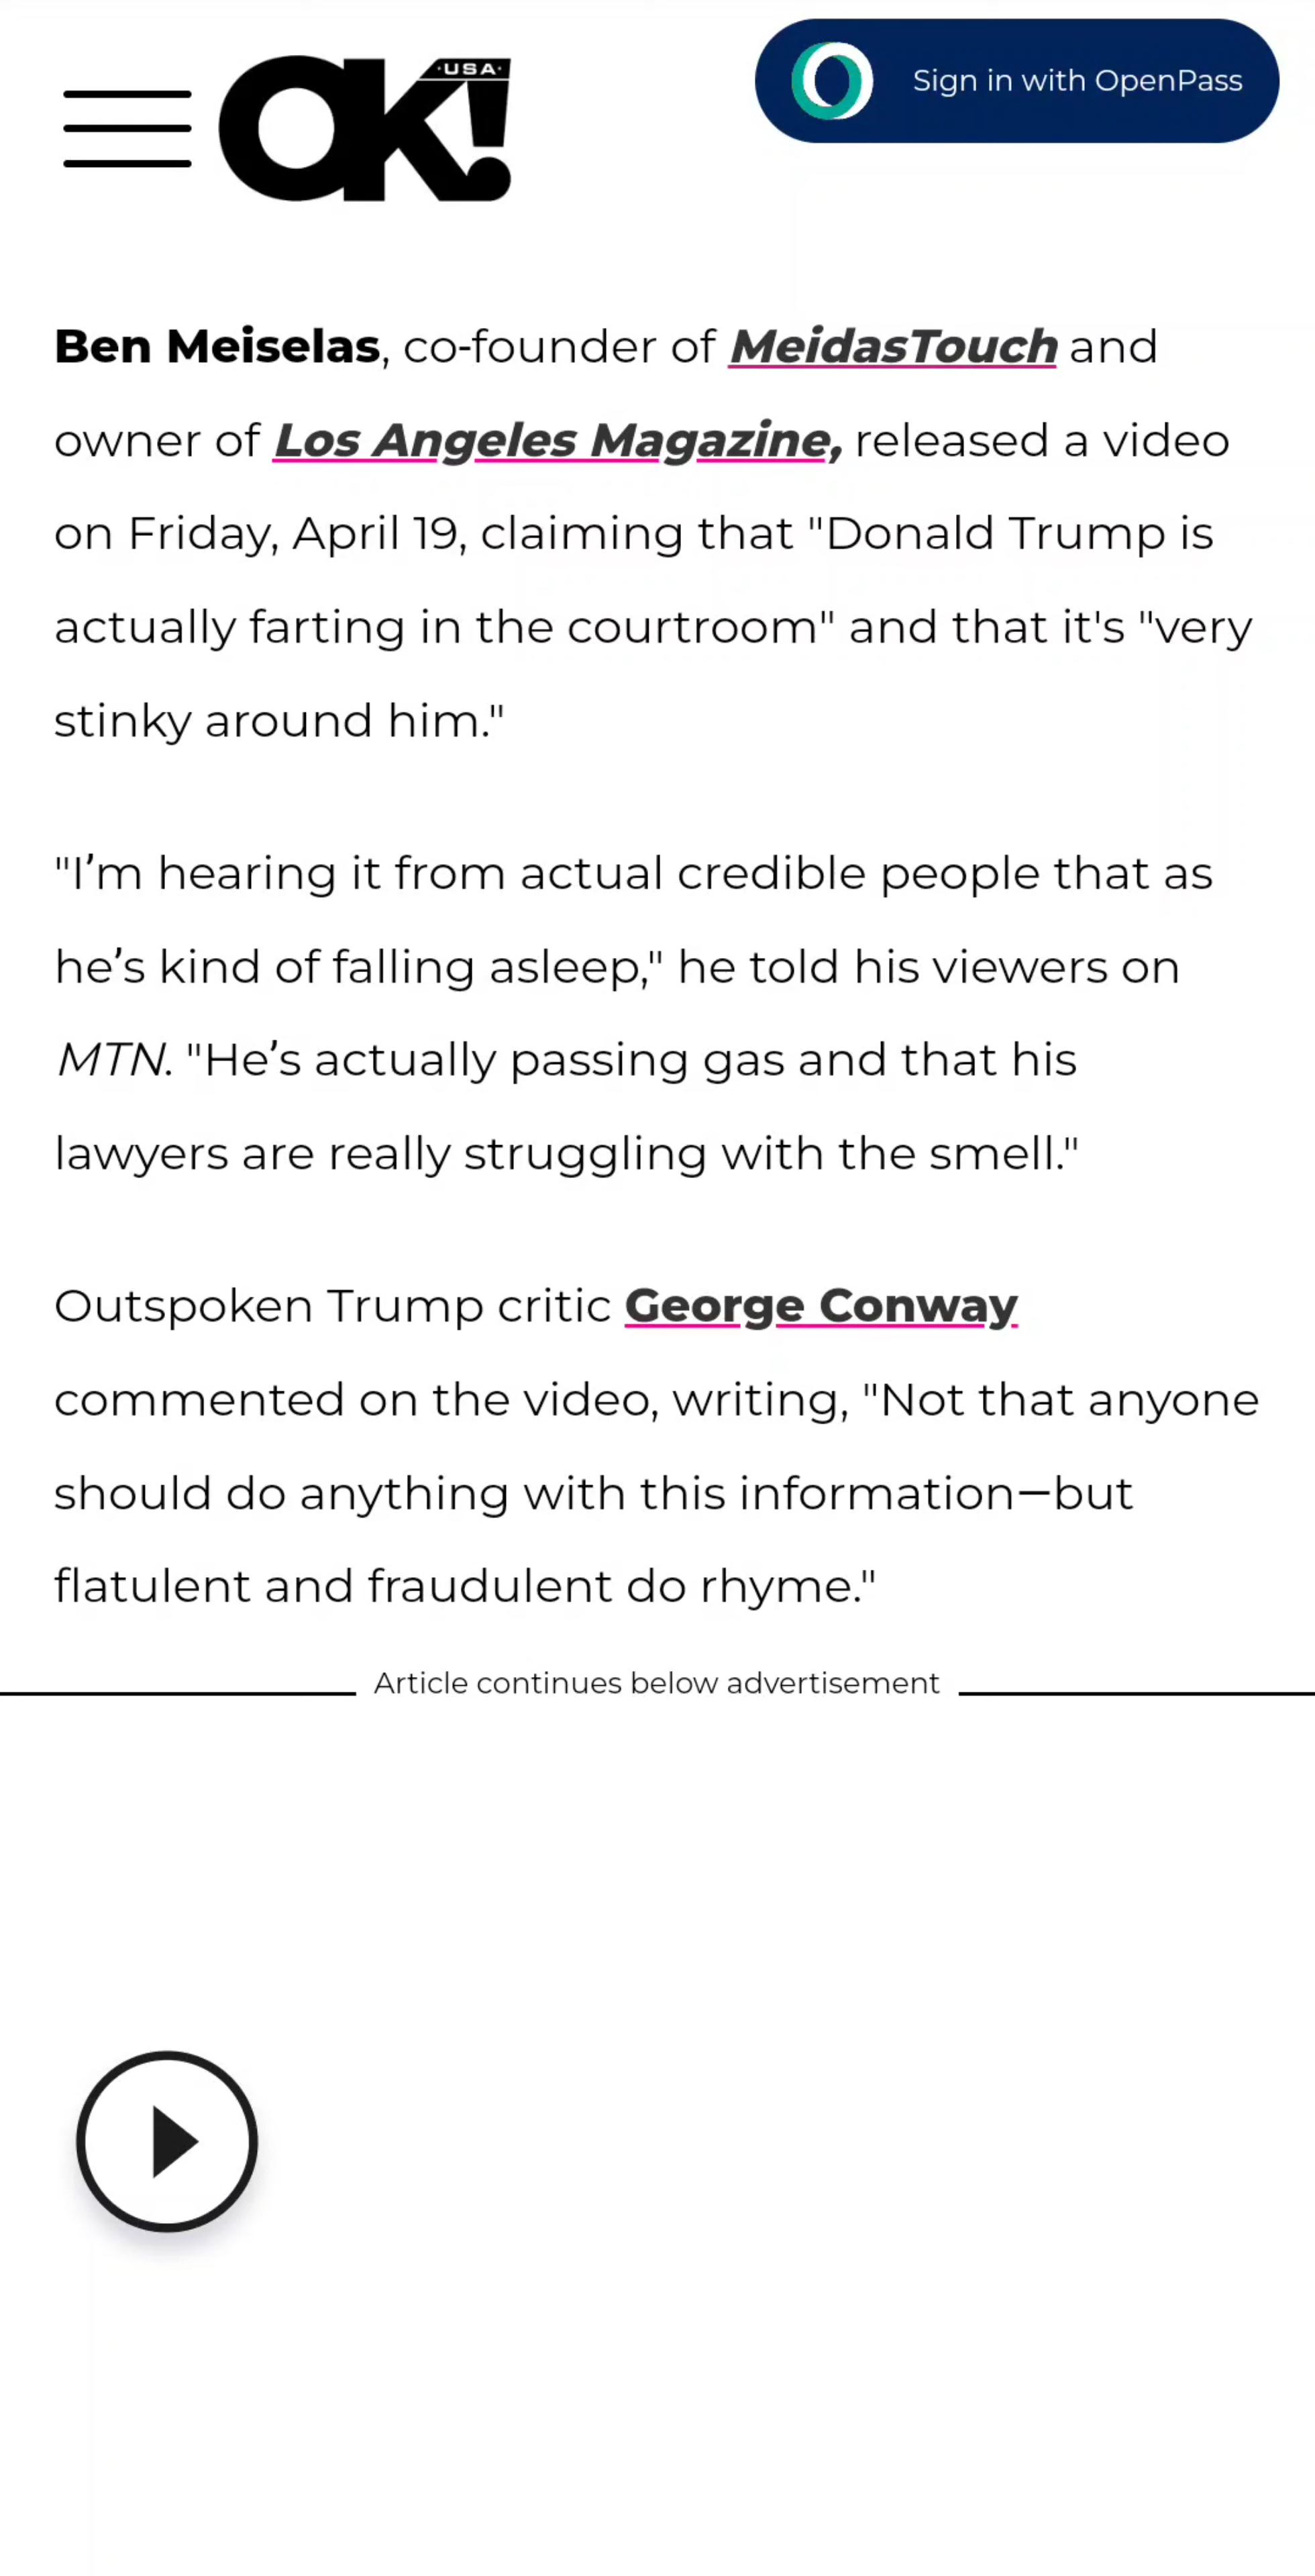 OK!
·USA·
Sign in with OpenPass
Ben Meiselas, co-founder of MeidasTouch and
owner of Los Angeles Magazine, released a video
on Friday, April 19, claiming that "Donald Trump is
actually farting in the courtroom" and that it's "very
stinky around him."
"I’m hearing it from actual credible people that as
he’s kind of falling asleep," he told his viewers on
MTN. "He’s actually passing gas and that his
lawyers are really struggling with the smell."
Outspoken Trump critic George Conway
commented on the video, writing, "Not that anyone
should do anything with this information—but
flatulent and fraudulent do rhyme."
Article continues below advertisement